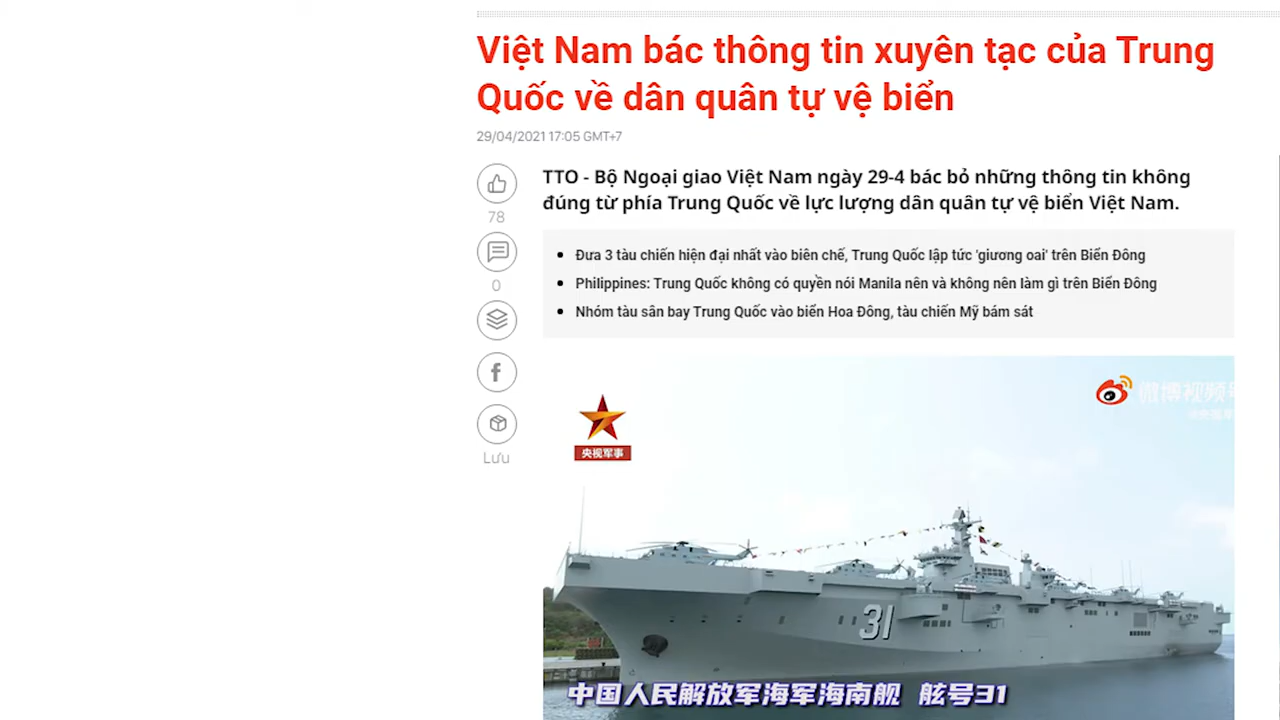 Việt Nam bác thông tin xuyên tạc của Trung
Quốc về dân quân tự vệ biển
29/04/2021 17:05 GMT+7
78
0
Lưu
TTO - Bộ Ngoại giao Việt Nam ngày 29-4 bác bỏ những thông tin không
đúng từ phía Trung Quốc về lực lượng dân quân tự vệ biển Việt Nam.
Đưa 3 tàu chiến hiện đại nhất vào biên chế, Trung Quốc lập tức 'giương oai' trên Biển Đông
Philippines: Trung Quốc không có quyền nói Manila nên và không nên làm gì trên Biển Đông
Nhóm tàu sân bay Trung Quốc vào biển Hoa Đông, tàu chiến Mỹ bám sát
微博视频号
央视军事
31
中国人民解放军海军海南舰 舷号31